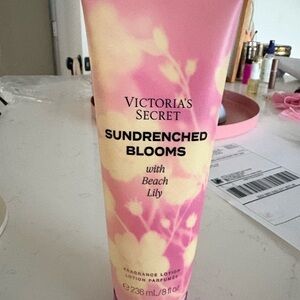 VICTORIA'S
SECRET
SUNDRENCHED
BLOOMS
with
Beach
Lily
FRAGRANCE LOTION
LOTION PARFUMÉE
℮ 236 mL/8 fl oz